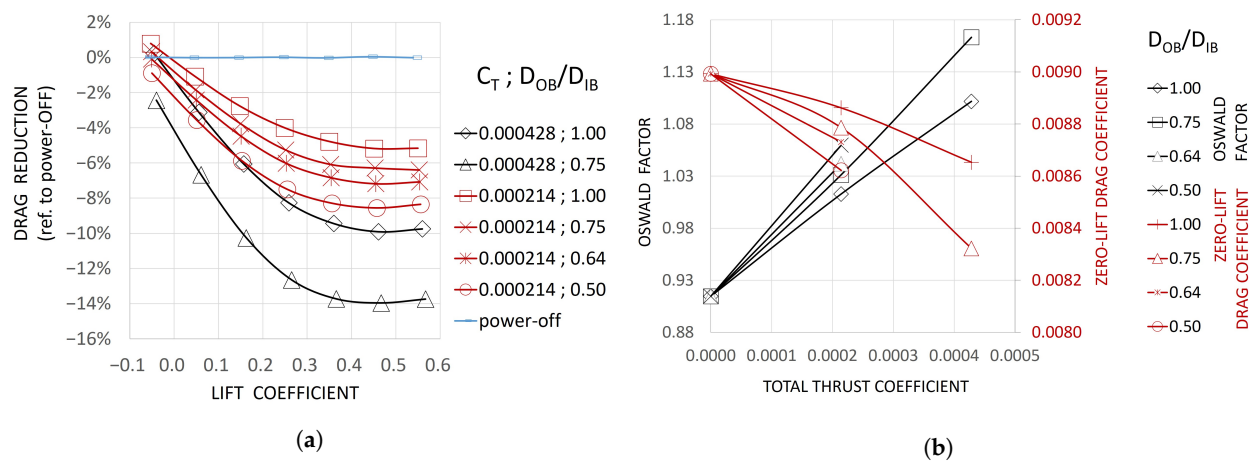 2%
0%
−2%
−4%
−6%
−8%
−10%
−12%
−14%
−16%
DRAG REDUCTION
(ref. to power-OFF)
−0.1 0.0 0.1 0.2 0.3 0.4 0.5 0.6
LIFT COEFFICIENT
C_T ; D_OB/D_IB
0.000428 ; 1.00
0.000428 ; 0.75
0.000214 ; 1.00
0.000214 ; 0.75
0.000214 ; 0.64
0.000214 ; 0.50
power-off
(a)
1.18
1.13
1.08
1.03
0.98
0.93
0.88
OSWALD FACTOR
0.0000 0.0001 0.0002 0.0003 0.0004 0.0005
TOTAL THRUST COEFFICIENT
0.0092
0.0090
0.0088
0.0086
0.0084
0.0082
0.0080
ZERO-LIFT DRAG COEFFICIENT
D_OB/D_IB
1.00
0.75
0.64
0.50
OSWALD
FACTOR
1.00
0.75
0.64
0.50
ZERO-LIFT
DRAG COEFFICIENT
(b)